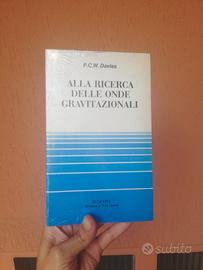 P.C.W. Davies
ALLA RICERCA
DELLE ONDE
GRAVITAZIONALI
subito